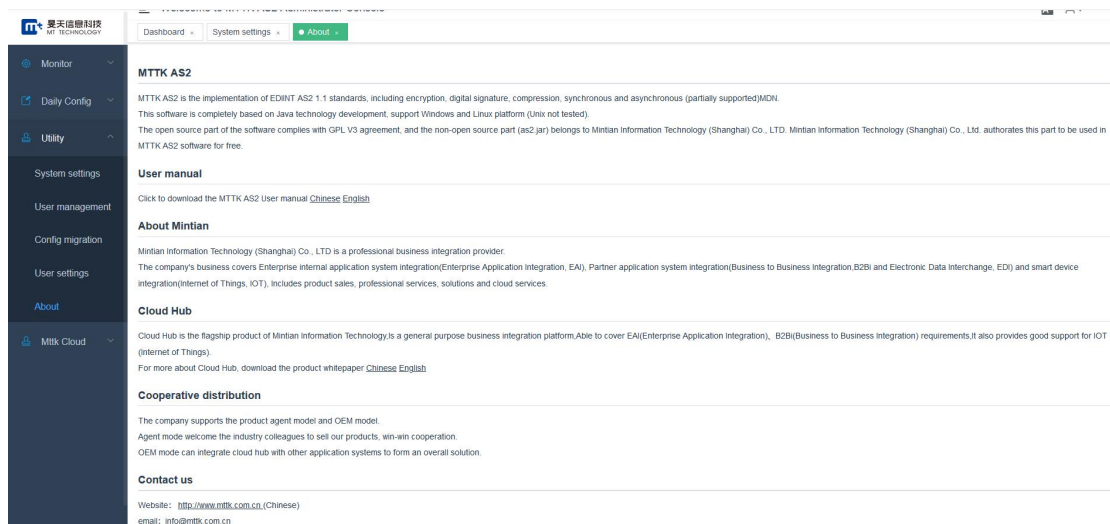 旻天信息科技
MT TECHNOLOGY
Dashboard × System settings × About ×
Monitor
Daily Config
Utility
System settings
User management
Config migration
User settings
About
Mttk Cloud
MTTK AS2
MTTK AS2 is the implementation of EDIINT AS2 1.1 standards, including encryption, digital signature, compression, synchronous and asynchronous (partially supported)MDN.
This software is completely based on Java technology development, support Windows and Linux platform (Unix not tested).
The open source part of the software complies with GPL V3 agreement, and the non-open source part (as2.jar) belongs to Mintian Information Technology (Shanghai) Co., LTD. Mintian Information Technology (Shanghai) Co., Ltd. authorates this part to be used in
MTTK AS2 software for free.
User manual
Click to download the MTTK AS2 User manual Chinese English
About Mintian
Mintian Information Technology (Shanghai) Co., LTD is a professional business integration provider.
The company's business covers Enterprise internal application system integration(Enterprise Application Integration, EAI), Partner application system integration(Business to Business Integration,B2Bi and Electronic Data Interchange, EDI) and smart device
integration(Internet of Things, IOT), Includes product sales, professional services, solutions and cloud services.
Cloud Hub
Cloud Hub is the flagship product of Mintian Information Technology,Is a general purpose business integration platform,Able to cover EAI(Enterprise Application Integration)、B2Bi(Business to Business Integration) requirements,It also provides good support for IOT
(Internet of Things).
For more about Cloud Hub, download the product whitepaper Chinese English
Cooperative distribution
The company supports the product agent model and OEM model.
Agent mode welcome the industry colleagues to sell our products, win-win cooperation.
OEM mode can integrate cloud hub with other application systems to form an overall solution.
Contact us
Website： http://www.mttk.com.cn (Chinese)
email：info@mttk.com.cn